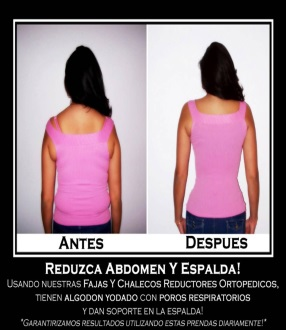 ANTES DESPUES
REDUZCA ABDOMEN Y ESPALDA!
USANDO NUESTRAS FAJAS Y CHALECOS REDUCTORES ORTOPEDICOS,
TIENEN ALGODON YODADO CON POROS RESPIRATORIOS
Y DAN SOPORTE EN LA ESPALDA!
"GARANTIRIZAMOS RESULTADOS UTILIZANDO ESTAS PRENDAS DIARIAMENTE!"